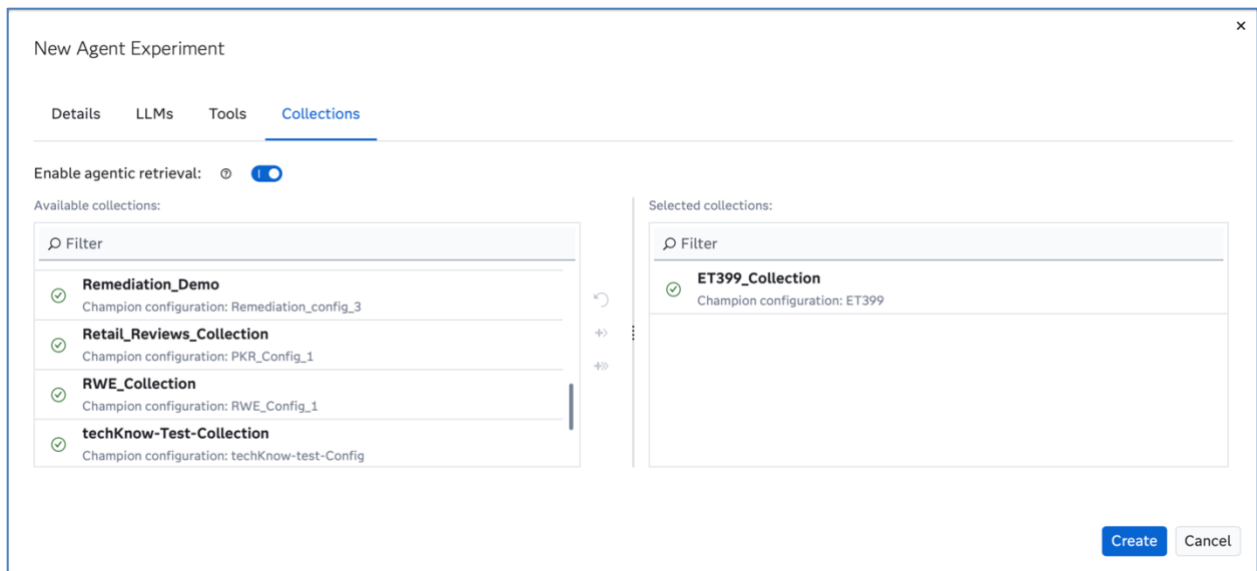 New Agent Experiment
Details LLMs Tools Collections
Enable agentic retrieval:
Available collections:
Filter
Remediation_Demo
Champion configuration: Remediation_config_3
Retail_Reviews_Collection
Champion configuration: PKR_Config_1
RWE_Collection
Champion configuration: RWE_Config_1
techKnow-Test-Collection
Champion configuration: techKnow-test-Config
Selected collections:
Filter
ET399_Collection
Champion configuration: ET399
Create Cancel